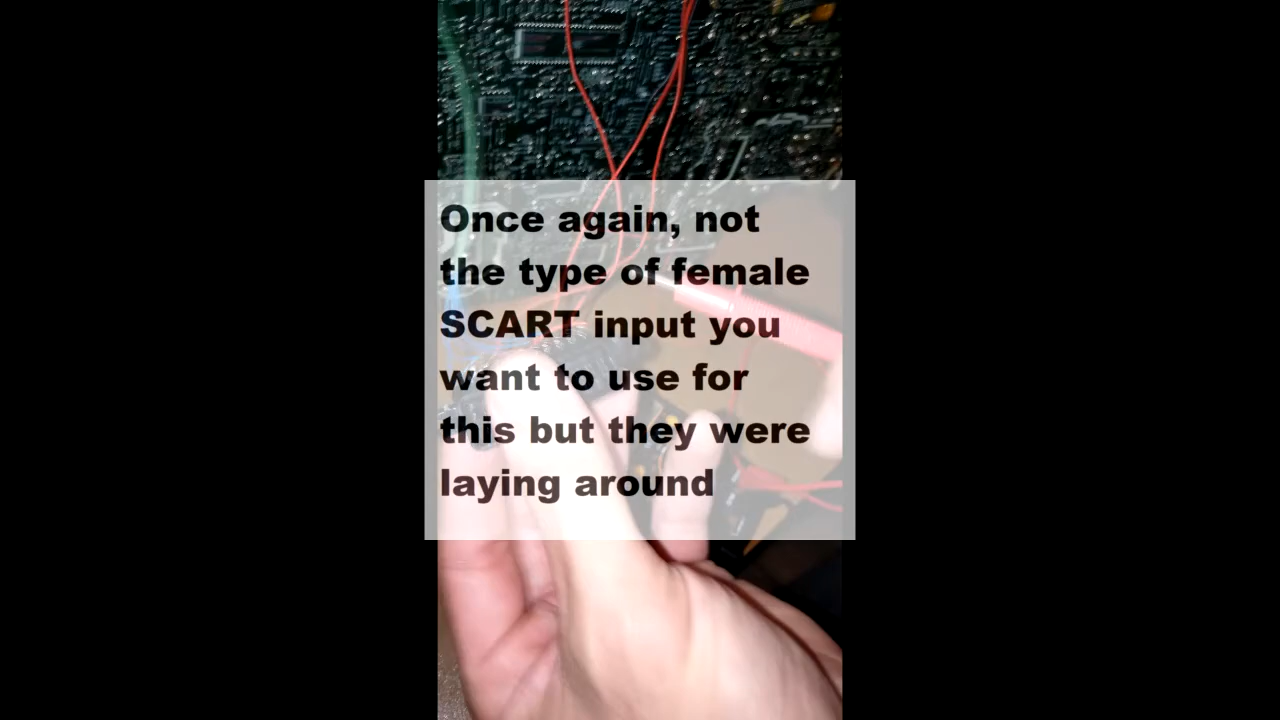 Once again, not
the type of female
SCART input you
want to use for
this but they were
laying around